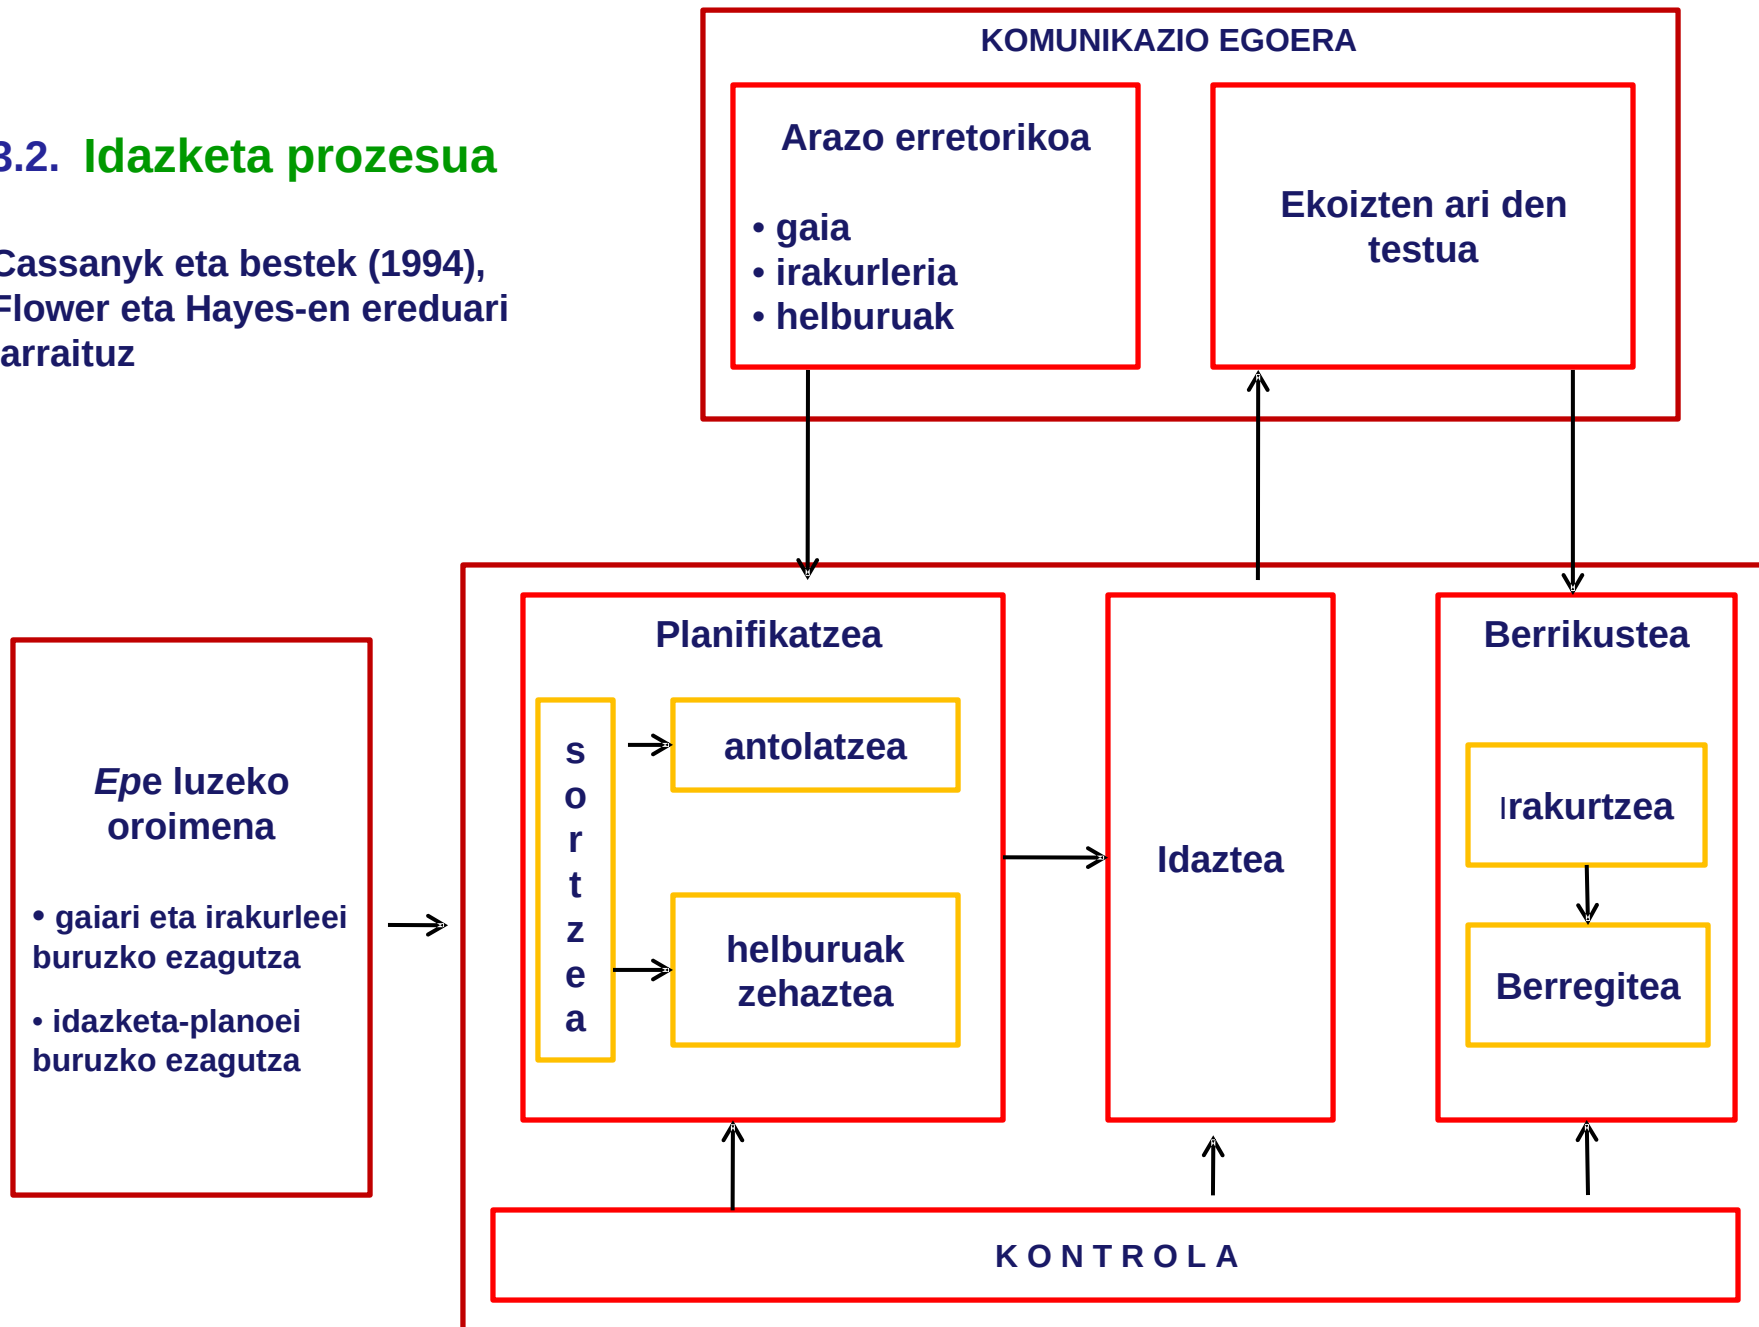 KOMUNIKAZIO EGOERA
3.2. Idazketa prozesua
Cassanyk eta bestek (1994),
Flower eta Hayes-en ereduari
jarraituz
Arazo erretorikoa
• gaia
• irakurleria
• helburuak
Ekoizten ari den
testua
Epe luzeko
oroimena
• gaiari eta irakurleei
buruzko ezagutza
• idazketa-planoei
buruzko ezagutza
Planifikatzea
sortzea
antolatzea
helburuak
zehaztea
Idaztea
Berrikustea
Irakurtzea
Berregitea
KONTROLA